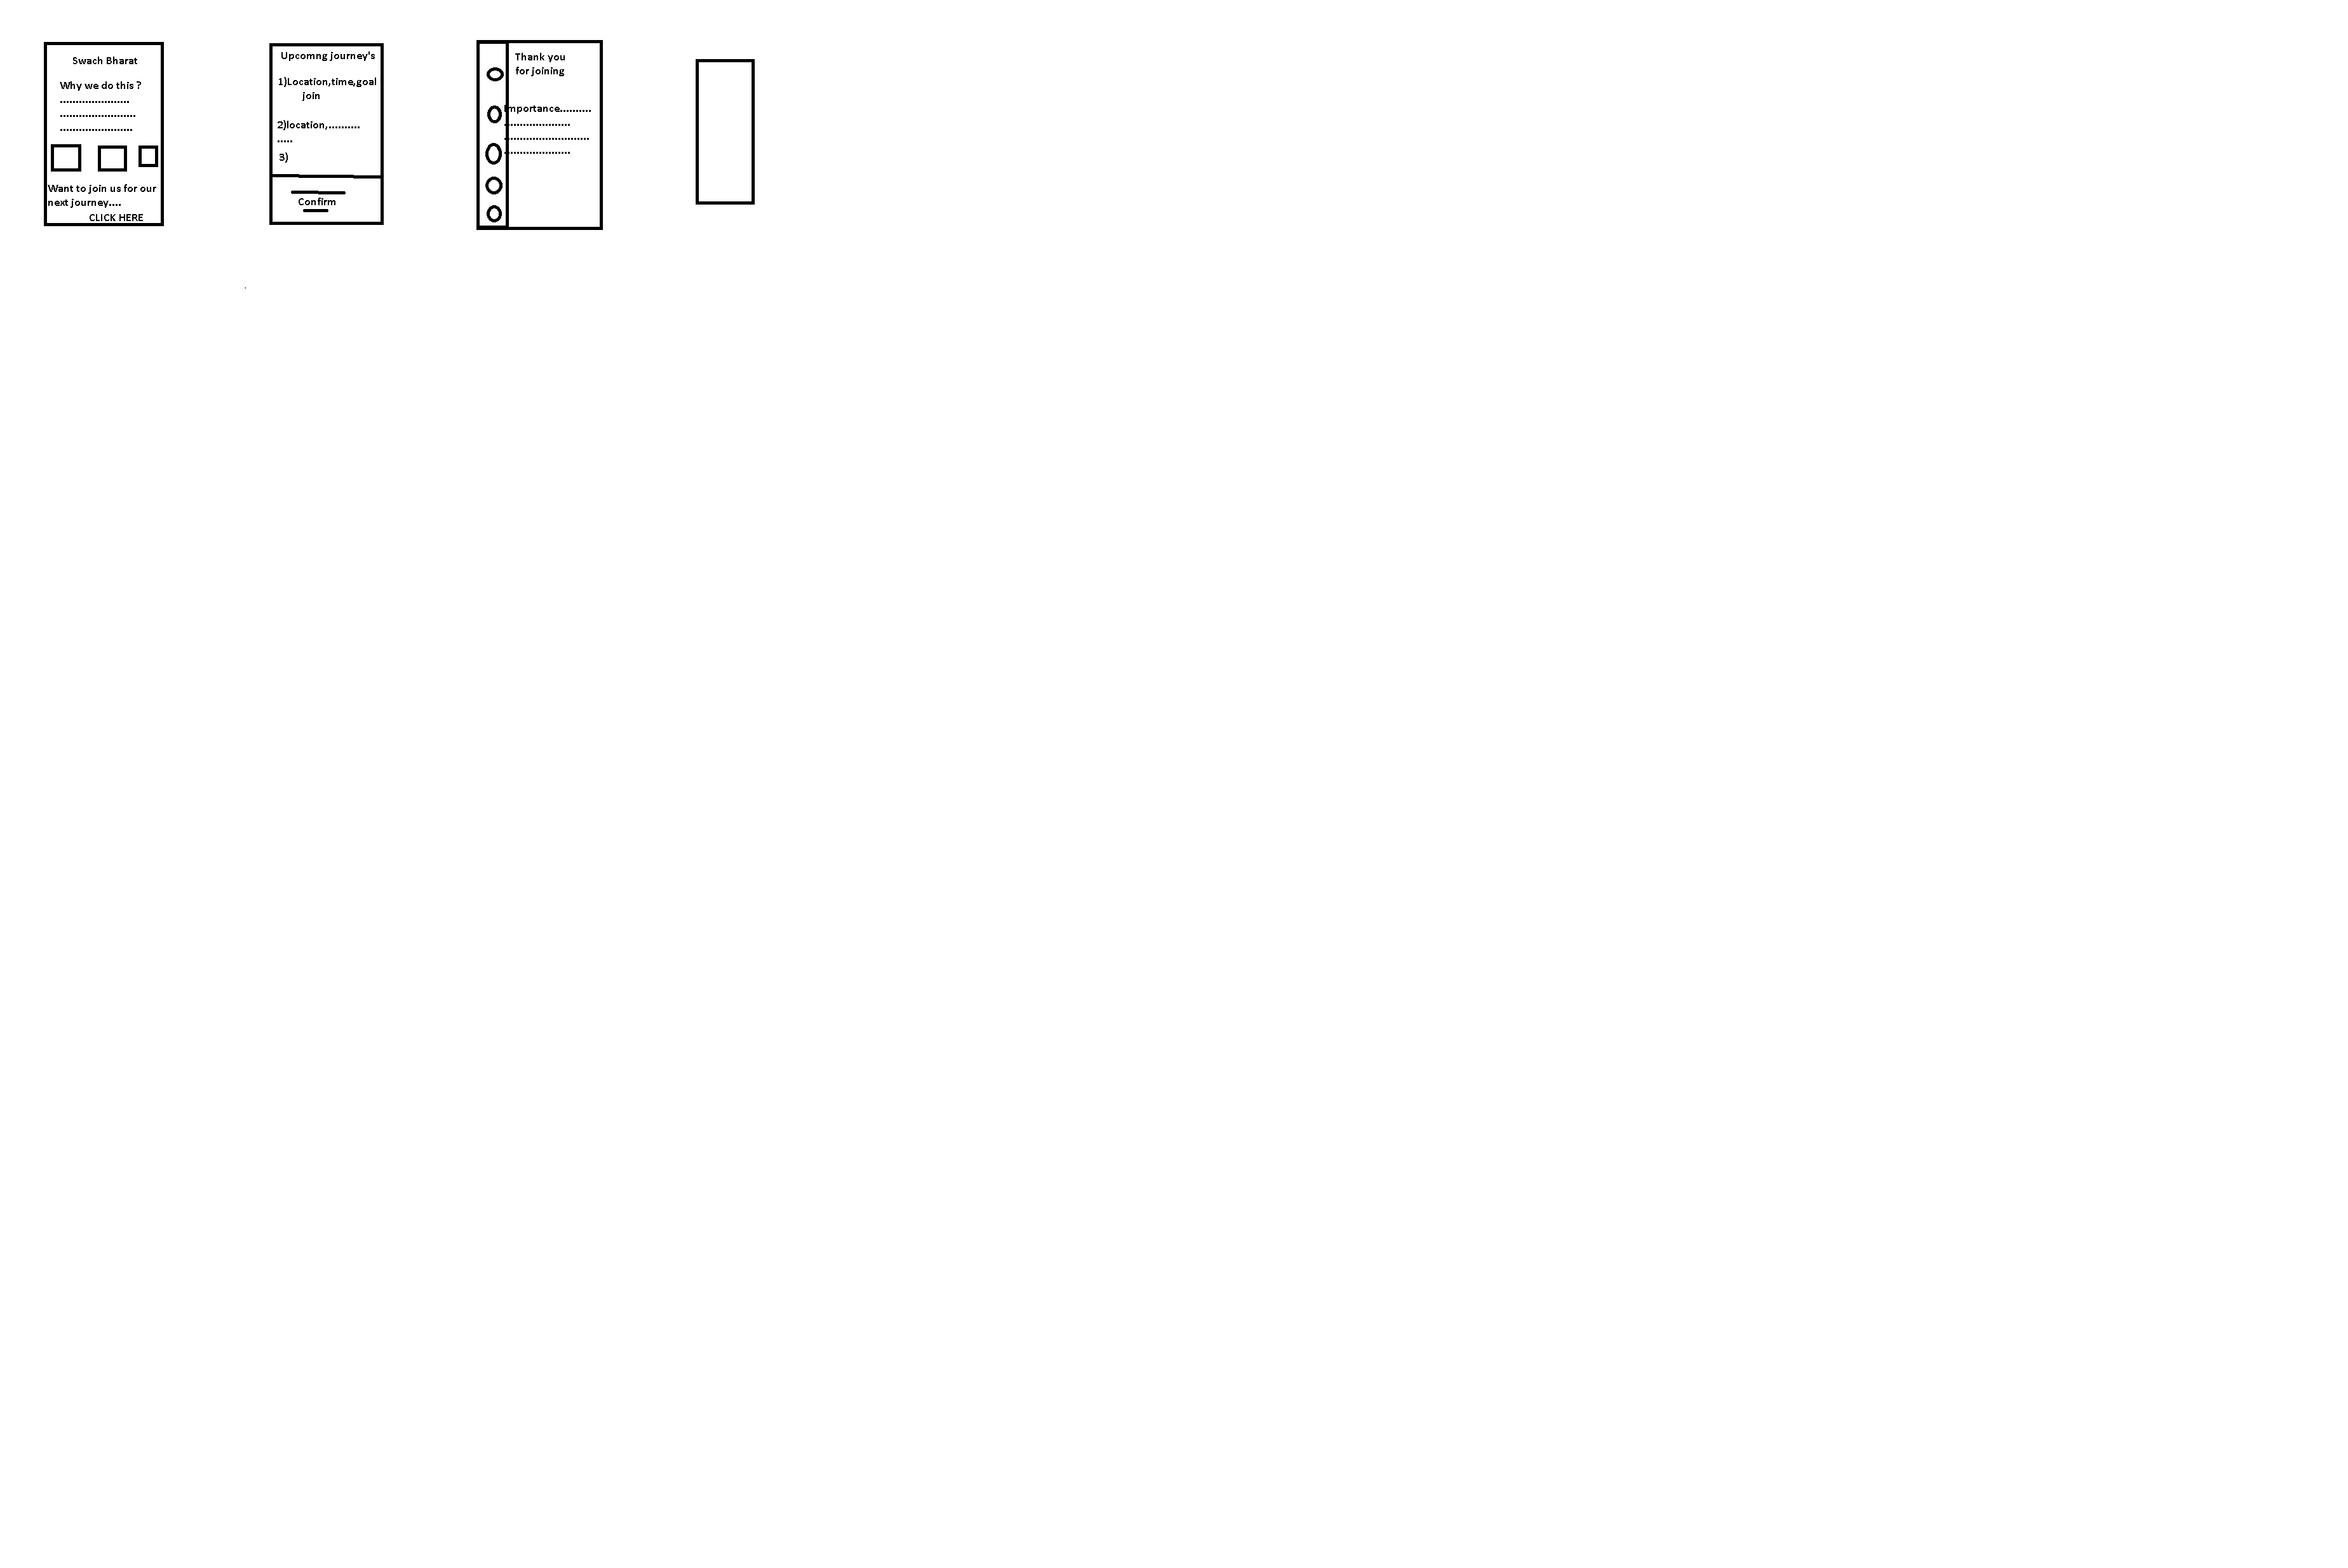 Swach Bharat
Why we do this ?
......................
........................
.......................
Want to join us for our
next journey....
CLICK HERE
Upcomng journey's
1)Location,time,goal
join
2)location,..........
.....
3)
Confirm
Thank you
for joining
Importance..........
.....................
...........................
.....................